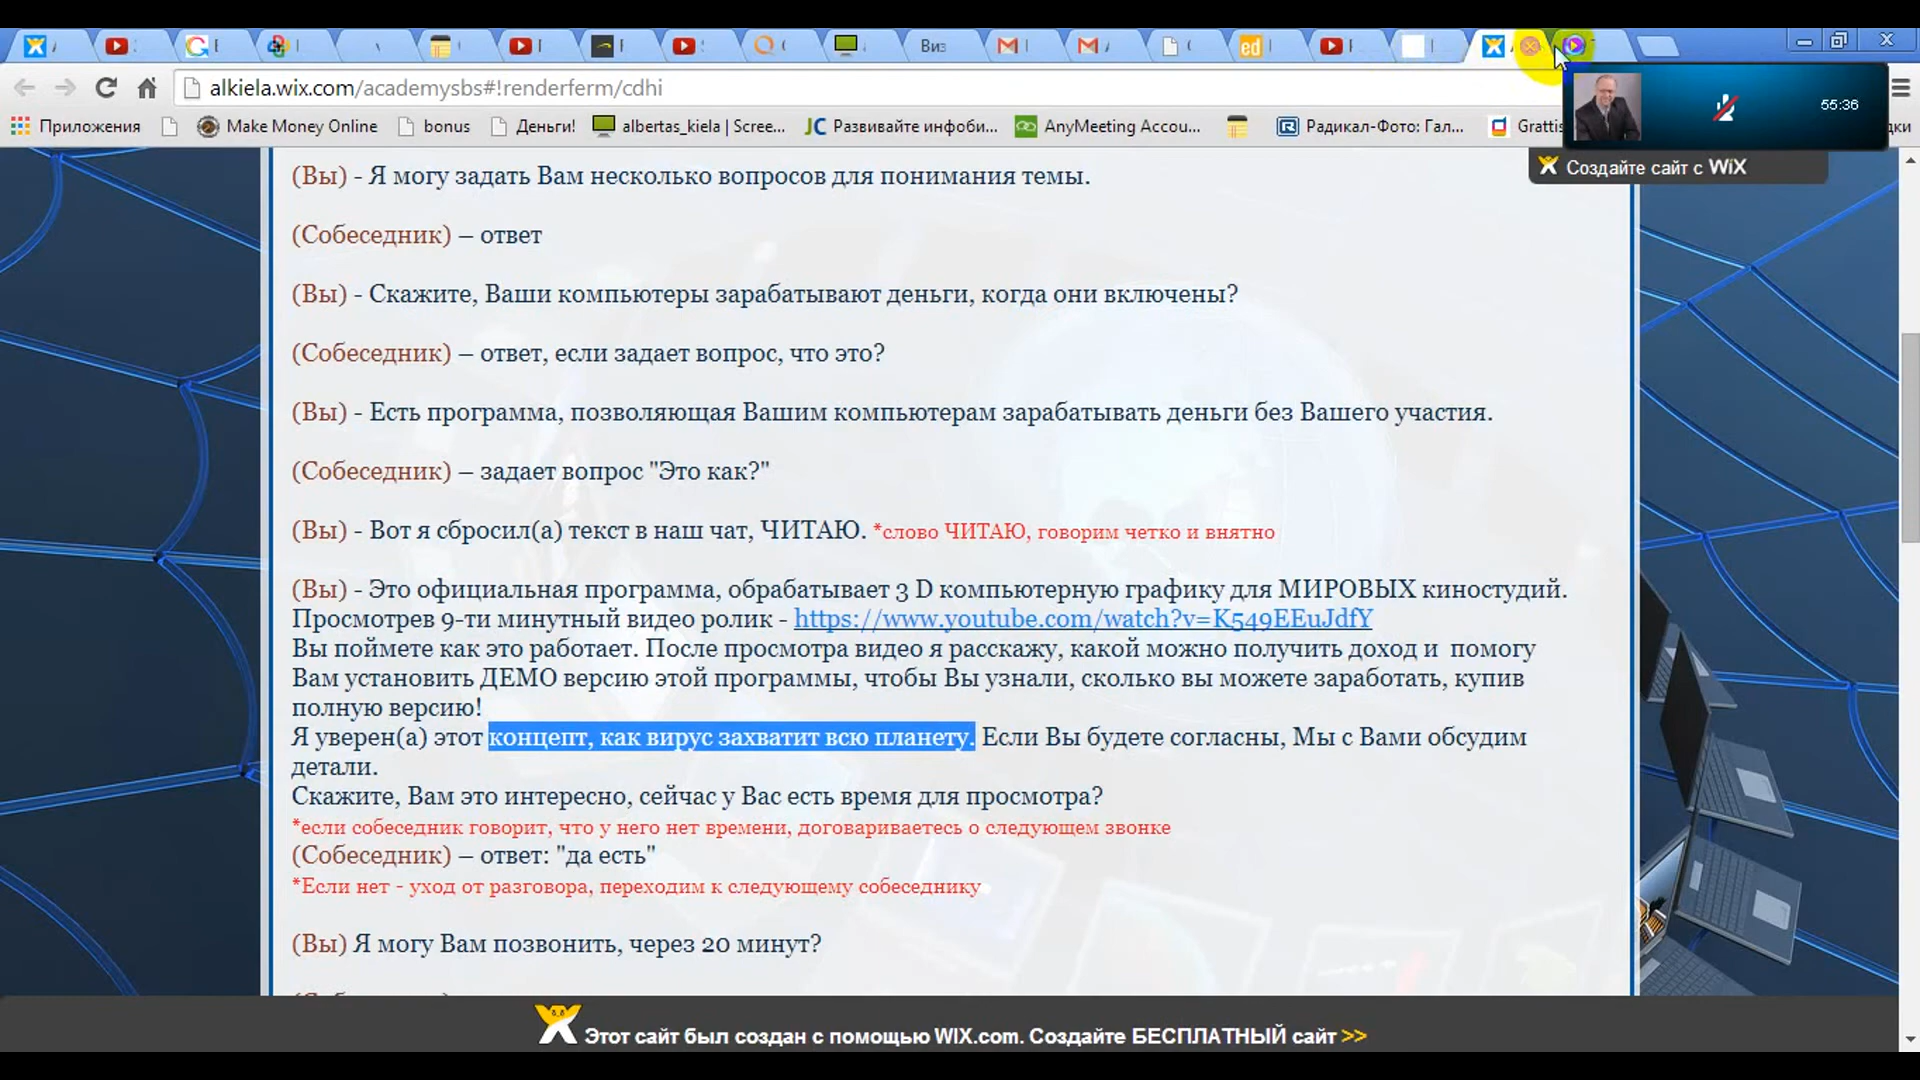 Виз
alkiela.wix.com/academysbs#!renderferm/cdhi
55:36
Приложения
Make Money Online
bonus
Деньги!
albertas_kiela | Scree...
Развивайте инфоби...
AnyMeeting Accou...
Радикал-Фото: Гал...
Grattis
Создайте сайт с WiX
(Вы) - Я могу задать Вам несколько вопросов для понимания темы.
(Собеседник) – ответ
(Вы) - Скажите, Ваши компьютеры зарабатывают деньги, когда они включены?
(Собеседник) – ответ, если задает вопрос, что это?
(Вы) - Есть программа, позволяющая Вашим компьютерам зарабатывать деньги без Вашего участия.
(Собеседник) – задает вопрос "Это как?"
(Вы) - Вот я сбросил(а) текст в наш чат, ЧИТАЮ. *слово ЧИТАЮ, говорим четко и внятно
(Вы) - Это официальная программа, обрабатывает 3 D компьютерную графику для МИРОВЫХ киностудий.
Просмотрев 9-ти минутный видео ролик - https://www.youtube.com/watch?v=K549EEuJdfY
Вы поймете как это работает. После просмотра видео я расскажу, какой можно получить доход и помогу
Вам установить ДЕМО версию этой программы, чтобы Вы узнали, сколько вы можете заработать, купив
полную версию!
Я уверен(а) этот концепт, как вирус захватит всю планету. Если Вы будете согласны, Мы с Вами обсудим
детали.
Скажите, Вам это интересно, сейчас у Вас есть время для просмотра?
*если собеседник говорит, что у него нет времени, договариваетесь о следующем звонке
(Собеседник) – ответ: "да есть"
*Если нет - уход от разговора, переходим к следующему собеседнику
(Вы) Я могу Вам позвонить, через 20 минут?
Этот сайт был создан с помощью WIX.com. Создайте БЕСПЛАТНЫЙ сайт >>